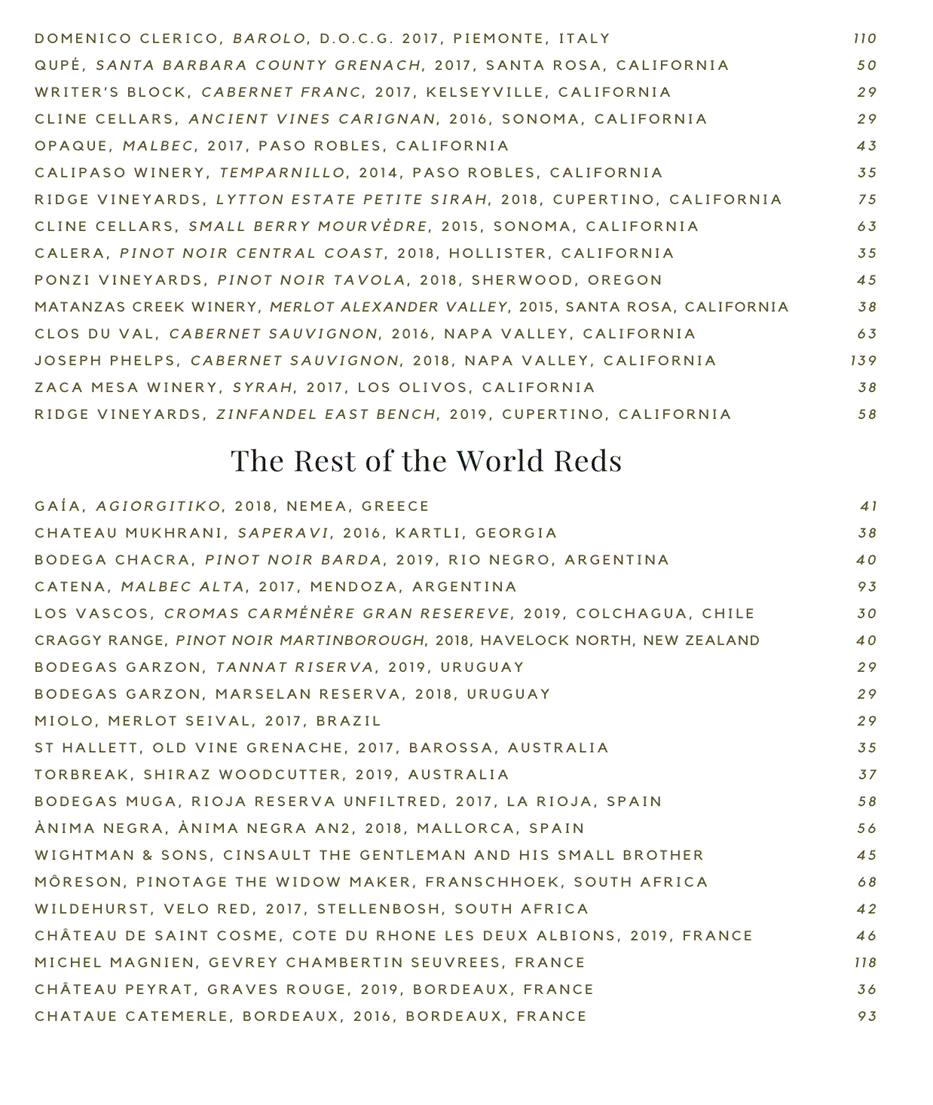 DOMENICO CLERICO, BAROLO, D.O.C.G. 2017, PIEMONTE, ITALY 110
QUPÉ, SANTA BARBARA COUNTY GRENACH, 2017, SANTA ROSA, CALIFORNIA 50
WRITER'S BLOCK, CABERNET FRANC, 2017, KELSEYVILLE, CALIFORNIA 29
CLINE CELLARS, ANCIENT VINES CARIGNAN, 2016, SONOMA, CALIFORNIA 29
OPAQUE, MALBEC, 2017, PASO ROBLES, CALIFORNIA 43
CALIPASO WINERY, TEMPARNILLO, 2014, PASO ROBLES, CALIFORNIA 35
RIDGE VINEYARDS, LYTTON ESTATE PETITE SIRAH, 2018, CUPERTINO, CALIFORNIA 75
CLINE CELLARS, SMALL BERRY MOURVÈDRE, 2015, SONOMA, CALIFORNIA 63
CALERA, PINOT NOIR CENTRAL COAST, 2018, HOLLISTER, CALIFORNIA 35
PONZI VINEYARDS, PINOT NOIR TAVOLA, 2018, SHERWOOD, OREGON 45
MATANZAS CREEK WINERY, MERLOT ALEXANDER VALLEY, 2015, SANTA ROSA, CALIFORNIA 38
CLOS DU VAL, CABERNET SAUVIGNON, 2016, NAPA VALLEY, CALIFORNIA 63
JOSEPH PHELPS, CABERNET SAUVIGNON, 2018, NAPA VALLEY, CALIFORNIA 139
ZACA MESA WINERY, SYRAH, 2017, LOS OLIVOS, CALIFORNIA 38
RIDGE VINEYARDS, ZINFANDEL EAST BENCH, 2019, CUPERTINO, CALIFORNIA 58
The Rest of the World Reds
GAÍA, AGIORGITIKO, 2018, NEMEA, GREECE 41
CHATEAU MUKHRANI, SAPERAVI, 2016, KARTLI, GEORGIA 38
BODEGA CHACRA, PINOT NOIR BARDA, 2019, RIO NEGRO, ARGENTINA 40
CATENA, MALBEC ALTA, 2017, MENDOZA, ARGENTINA 93
LOS VASCOS, CROMAS CARMÉNÈRE GRAN RESEREVE, 2019, COLCHAGUA, CHILE 30
CRAGGY RANGE, PINOT NOIR MARTINBOROUGH, 2018, HAVELOCK NORTH, NEW ZEALAND 40
BODEGAS GARZON, TANNAT RISERVA, 2019, URUGUAY 29
BODEGAS GARZON, MARSELAN RESERVA, 2018, URUGUAY 29
MIOLO, MERLOT SEIVAL, 2017, BRAZIL 29
ST HALLETT, OLD VINE GRENACHE, 2017, BAROSSA, AUSTRALIA 35
TORBREAK, SHIRAZ WOODCUTTER, 2019, AUSTRALIA 37
BODEGAS MUGA, RIOJA RESERVA UNFILTRED, 2017, LA RIOJA, SPAIN 58
ÀNIMA NEGRA, ÀNIMA NEGRA AN2, 2018, MALLORCA, SPAIN 56
WIGHTMAN & SONS, CINSAULT THE GENTLEMAN AND HIS SMALL BROTHER 45
MÔRESON, PINOTAGE THE WIDOW MAKER, FRANSCHHOEK, SOUTH AFRICA 68
WILDEHURST, VELO RED, 2017, STELLENBOSH, SOUTH AFRICA 42
CHÂTEAU DE SAINT COSME, COTE DU RHONE LES DEUX ALBIONS, 2019, FRANCE 46
MICHEL MAGNIEN, GEVREY CHAMBERTIN SEUVREES, FRANCE 118
CHÂTEAU PEYRAT, GRAVES ROUGE, 2019, BORDEAUX, FRANCE 36
CHATAUE CATEMERLE, BORDEAUX, 2016, BORDEAUX, FRANCE 93